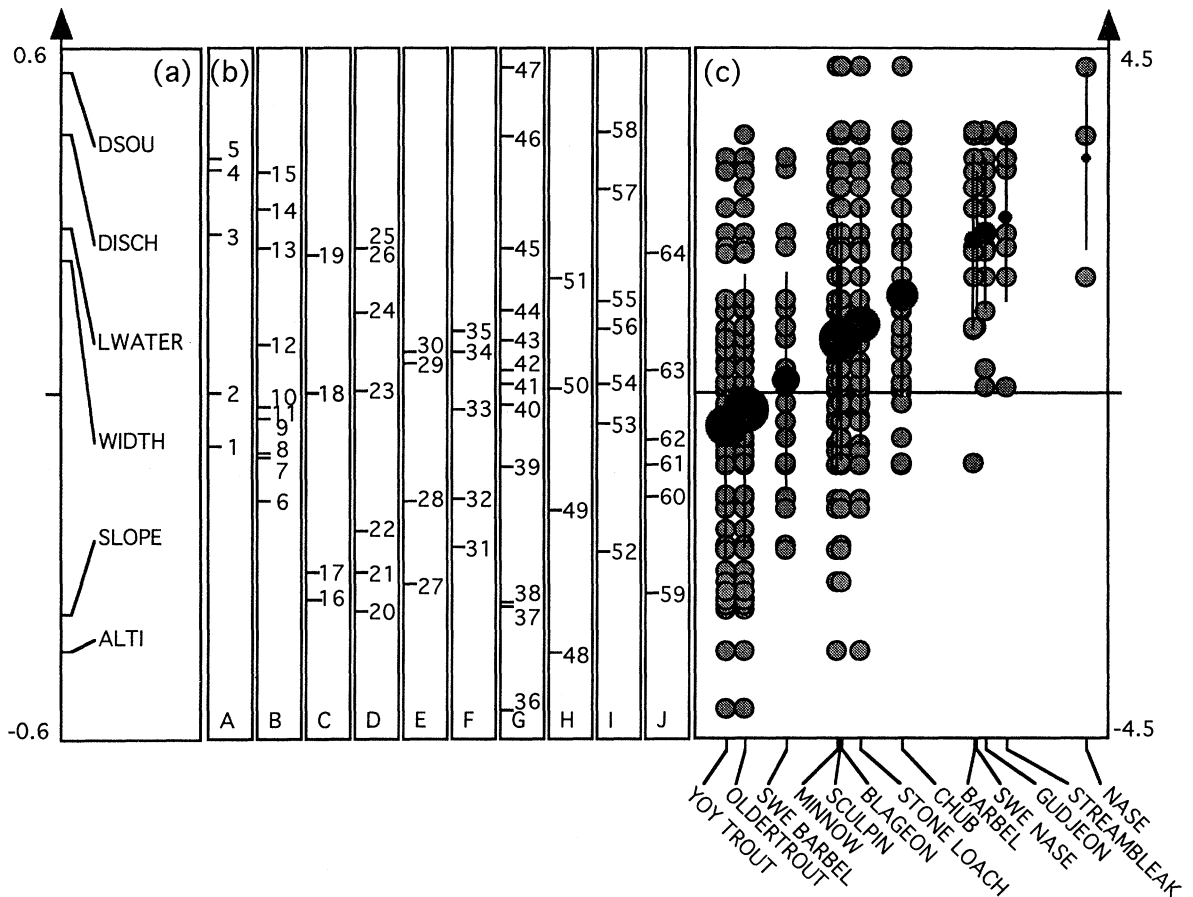 0.6
-0.6
(a)
DSOU
DISCH
LWATER
WIDTH
SLOPE
ALTI
(b)
5
4
3
2
1
A
15
14
13
12
10
11
9
8
7
6
B
19
18
17
16
C
25
26
24
23
22
21
20
D
30
29
28
27
E
35
34
33
32
31
F
47
46
45
44
43
42
41
40
39
38
37
36
G
51
50
49
48
H
58
57
55
56
54
53
52
I
64
63
62
61
60
59
J
(c)
4.5
-4.5
YOY TROUT
OLDERTROUT
SWE BARBEL
MINNOW
SCULPIN
BLAGEON
STONE LOACH
CHUB
BARBEL
SWE NASE
GUDJEON
STREAMBLEAK
NASE